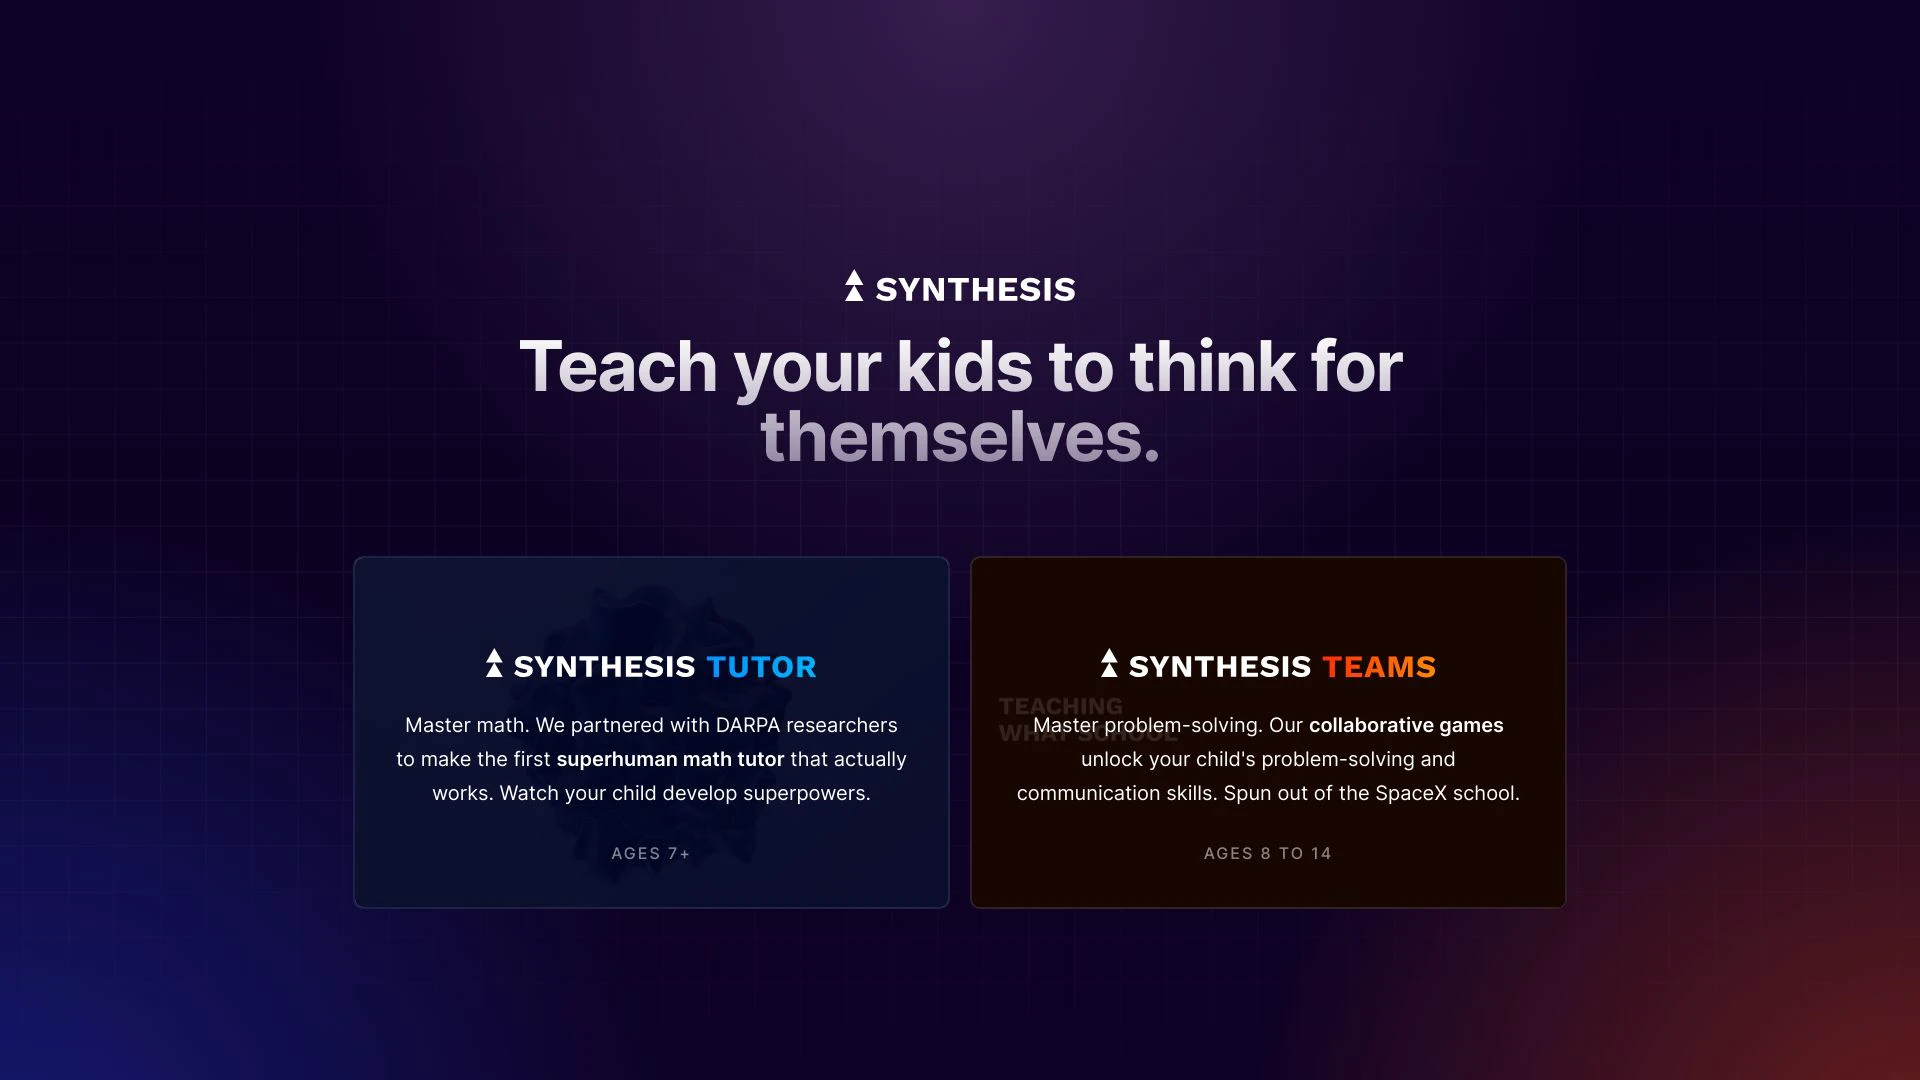 SYNTHESIS
Teach your kids to think for
themselves.
SYNTHESIS TUTOR
Master math. We partnered with DARPA researchers
to make the first superhuman math tutor that actually
works. Watch your child develop superpowers.
AGES 7+
SYNTHESIS TEAMS
TEACHING
WHAT SCHOOL
Master problem-solving. Our collaborative games
unlock your child's problem-solving and
communication skills. Spun out of the SpaceX school.
AGES 8 TO 14